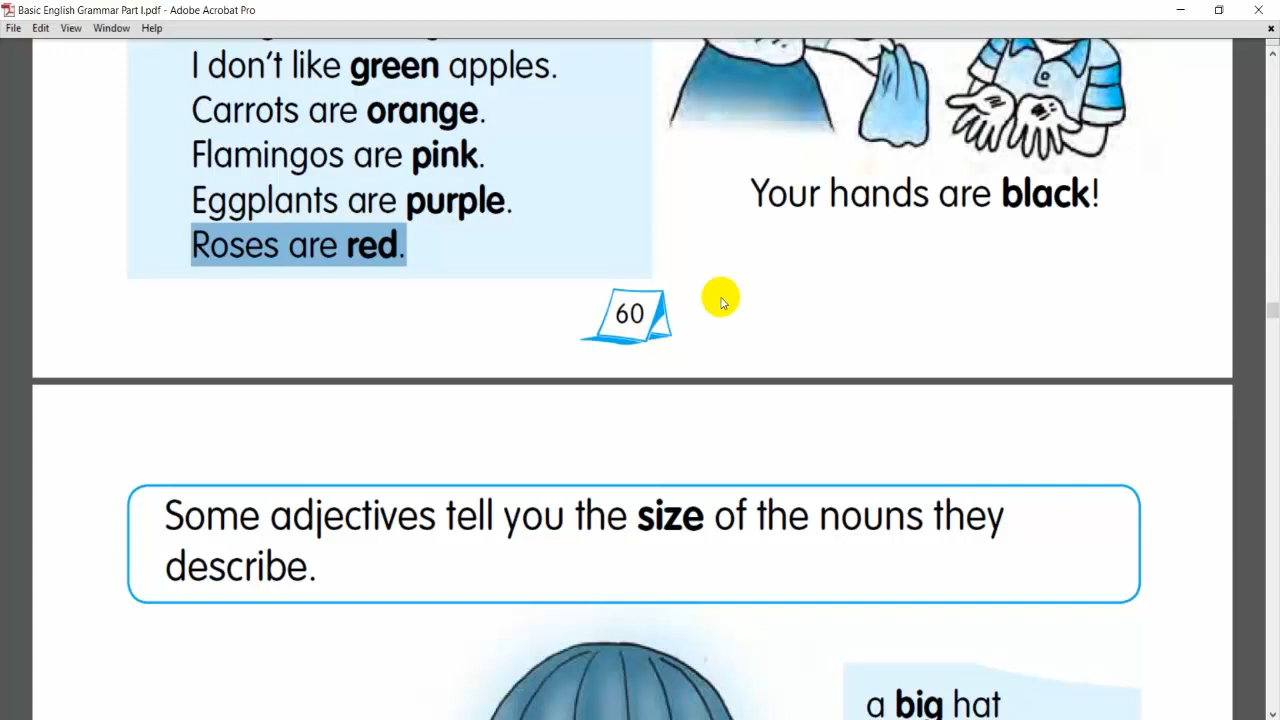 Basic English Grammar Part I.pdf - Adobe Acrobat Pro
File Edit View Window Help
I don't like green apples.
Carrots are orange.
Flamingos are pink.
Eggplants are purple.
Roses are red.
Your hands are black!
60
Some adjectives tell you the size of the nouns they
describe.
a big hat